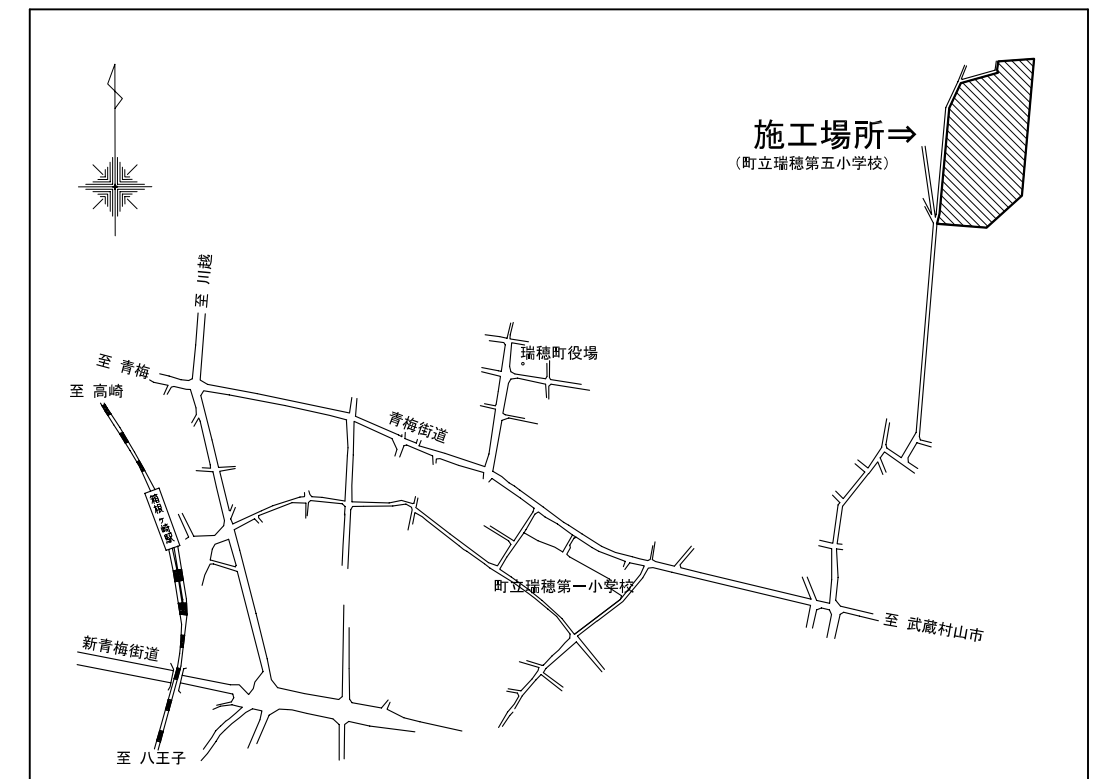 施工場所⇒
（町立瑞穂第五小学校）
至 川越
瑞穂町役場
至 青梅
至 高崎
青梅街道
箱根ヶ崎駅
町立瑞穂第一小学校
至 武蔵村山市
新青梅街道
至 八王子